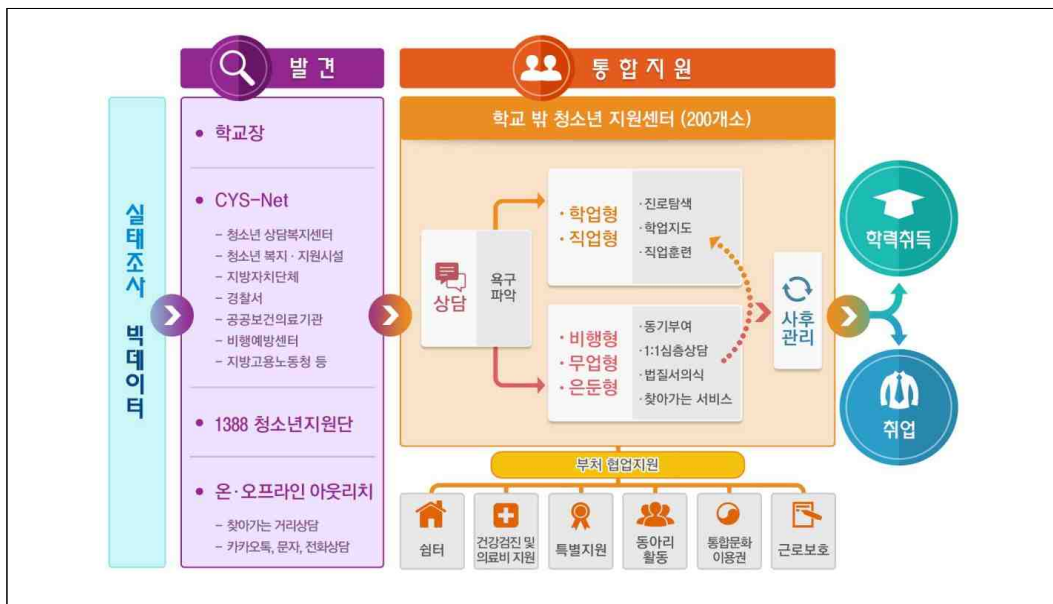 발견
통합지원
실태조사 빅데이터
• 학교장
• CYS-Net
- 청소년 상담복지센터
- 청소년 복지·지원시설
- 지방자치단체
- 경찰서
- 공공보건의료기관
- 비행예방센터
- 지방고용노동청 등
• 1388 청소년지원단
• 온·오프라인 아웃리치
- 찾아가는 거리상담
- 카카오톡, 문자, 전화상담
학교 밖 청소년 지원센터 (200개소)
상담
욕구
파악
·학업형
·직업형
·진로탐색
·학업지도
·직업훈련
·비행형
·무업형
·은둔형
·동기부여
·1:1심층상담
·법질서의식
·찾아가는 서비스
사후
관리
학력취득
취업
부처 협업지원
쉼터
건강검진 및
의료비 지원
특별지원
동아리
활동
통합문화
이용권
근로보호